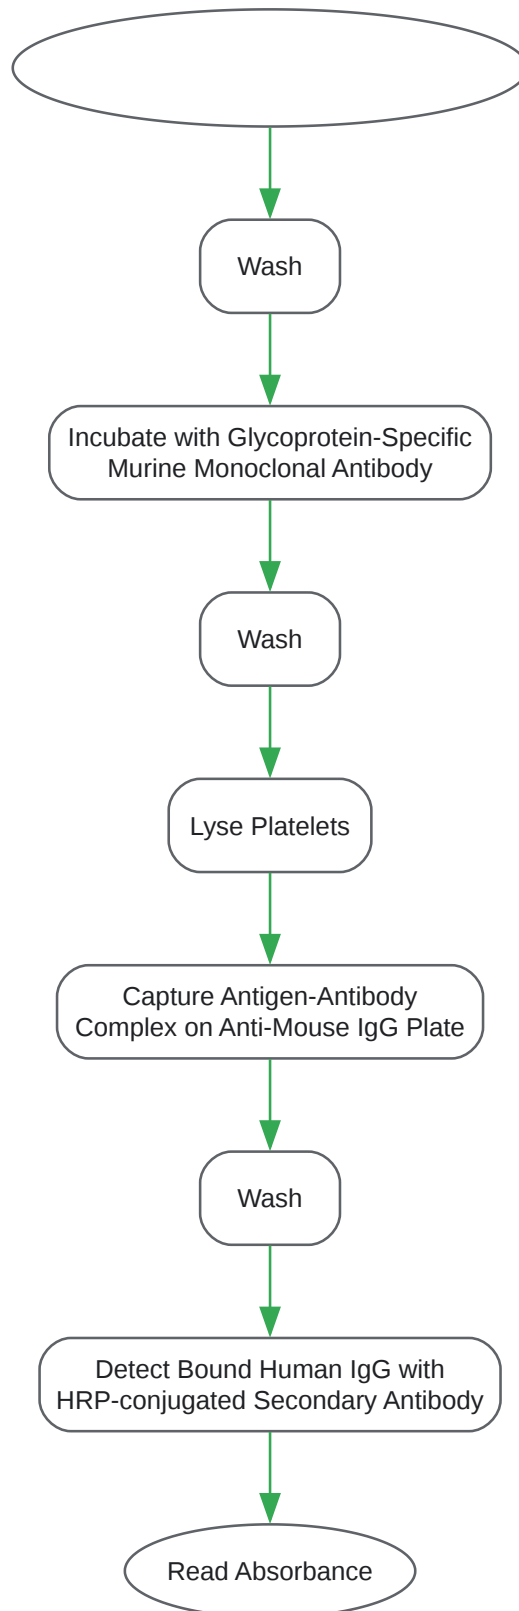 Wash
Incubate with Glycoprotein-Specific
Murine Monoclonal Antibody
Wash
Lyse Platelets
Capture Antigen-Antibody
Complex on Anti-Mouse IgG Plate
Wash
Detect Bound Human IgG with
HRP-conjugated Secondary Antibody
Read Absorbance